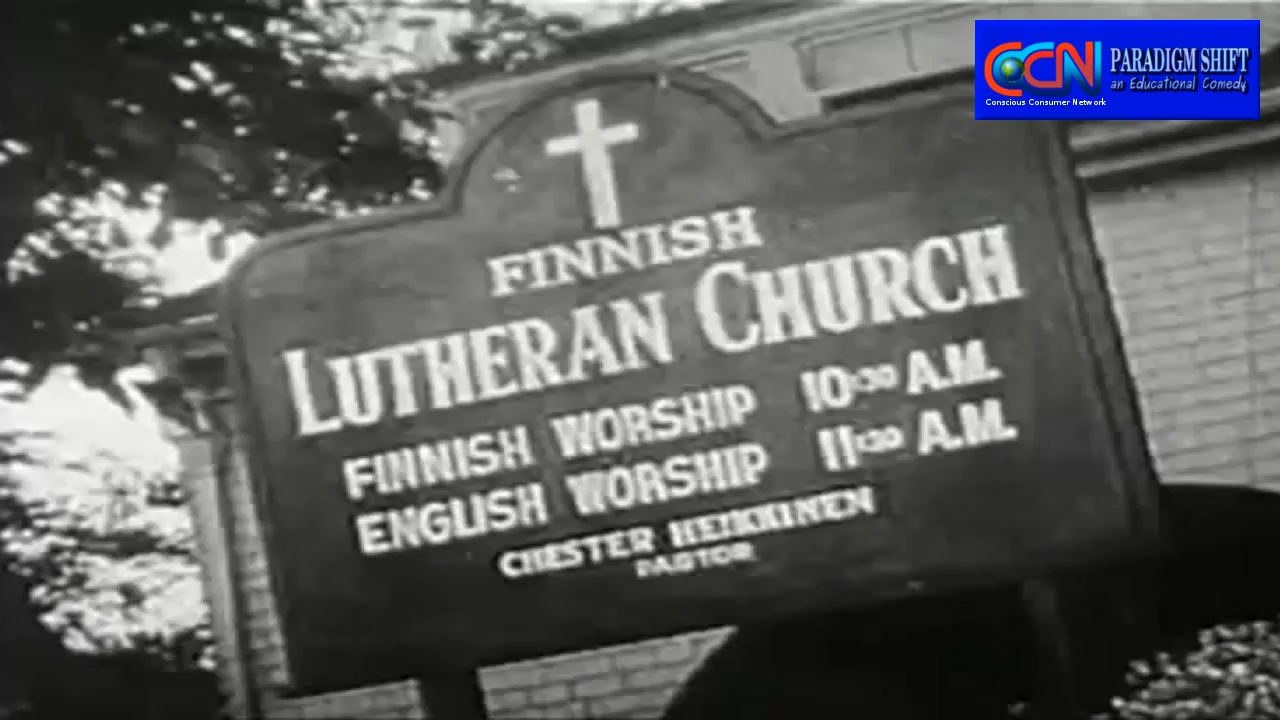 CCN PARADIGM SHIFT
an Educational Comedy
Conscious Consumer Network
FINNISH
LUTHERAN CHURCH
FINNISH WORSHIP 10:30 A.M.
ENGLISH WORSHIP 11:30 A.M.
CHESTER HEIKKINEN
PASTOR